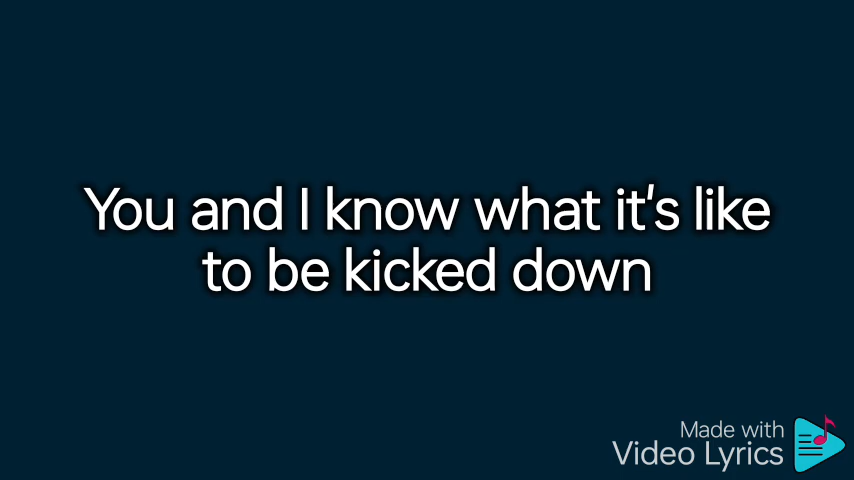 You and I know what it's like
to be kicked down
Made with
Video Lyrics